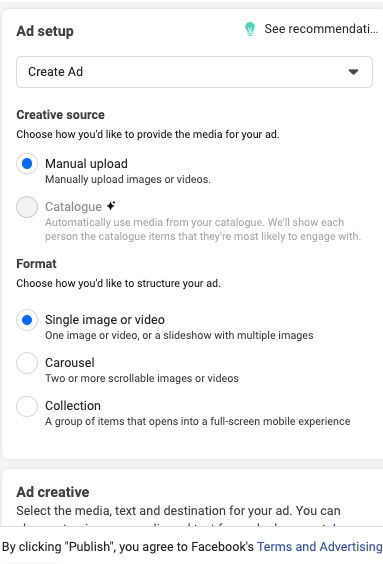 Ad setup
See recommendati...
Create Ad
Creative source
Choose how you'd like to provide the media for your ad.
Manual upload
Manually upload images or videos.
Catalogue
Automatically use media from your catalogue. We'll show each
person the catalogue items that they're most likely to engage with.
Format
Choose how you'd like to structure your ad.
Single image or video
One image or video, or a slideshow with multiple images
Carousel
Two or more scrollable images or videos
Collection
A group of items that opens into a full-screen mobile experience
Ad creative
Select the media, text and destination for your ad. You can
By clicking "Publish", you agree to Facebook's Terms and Advertising